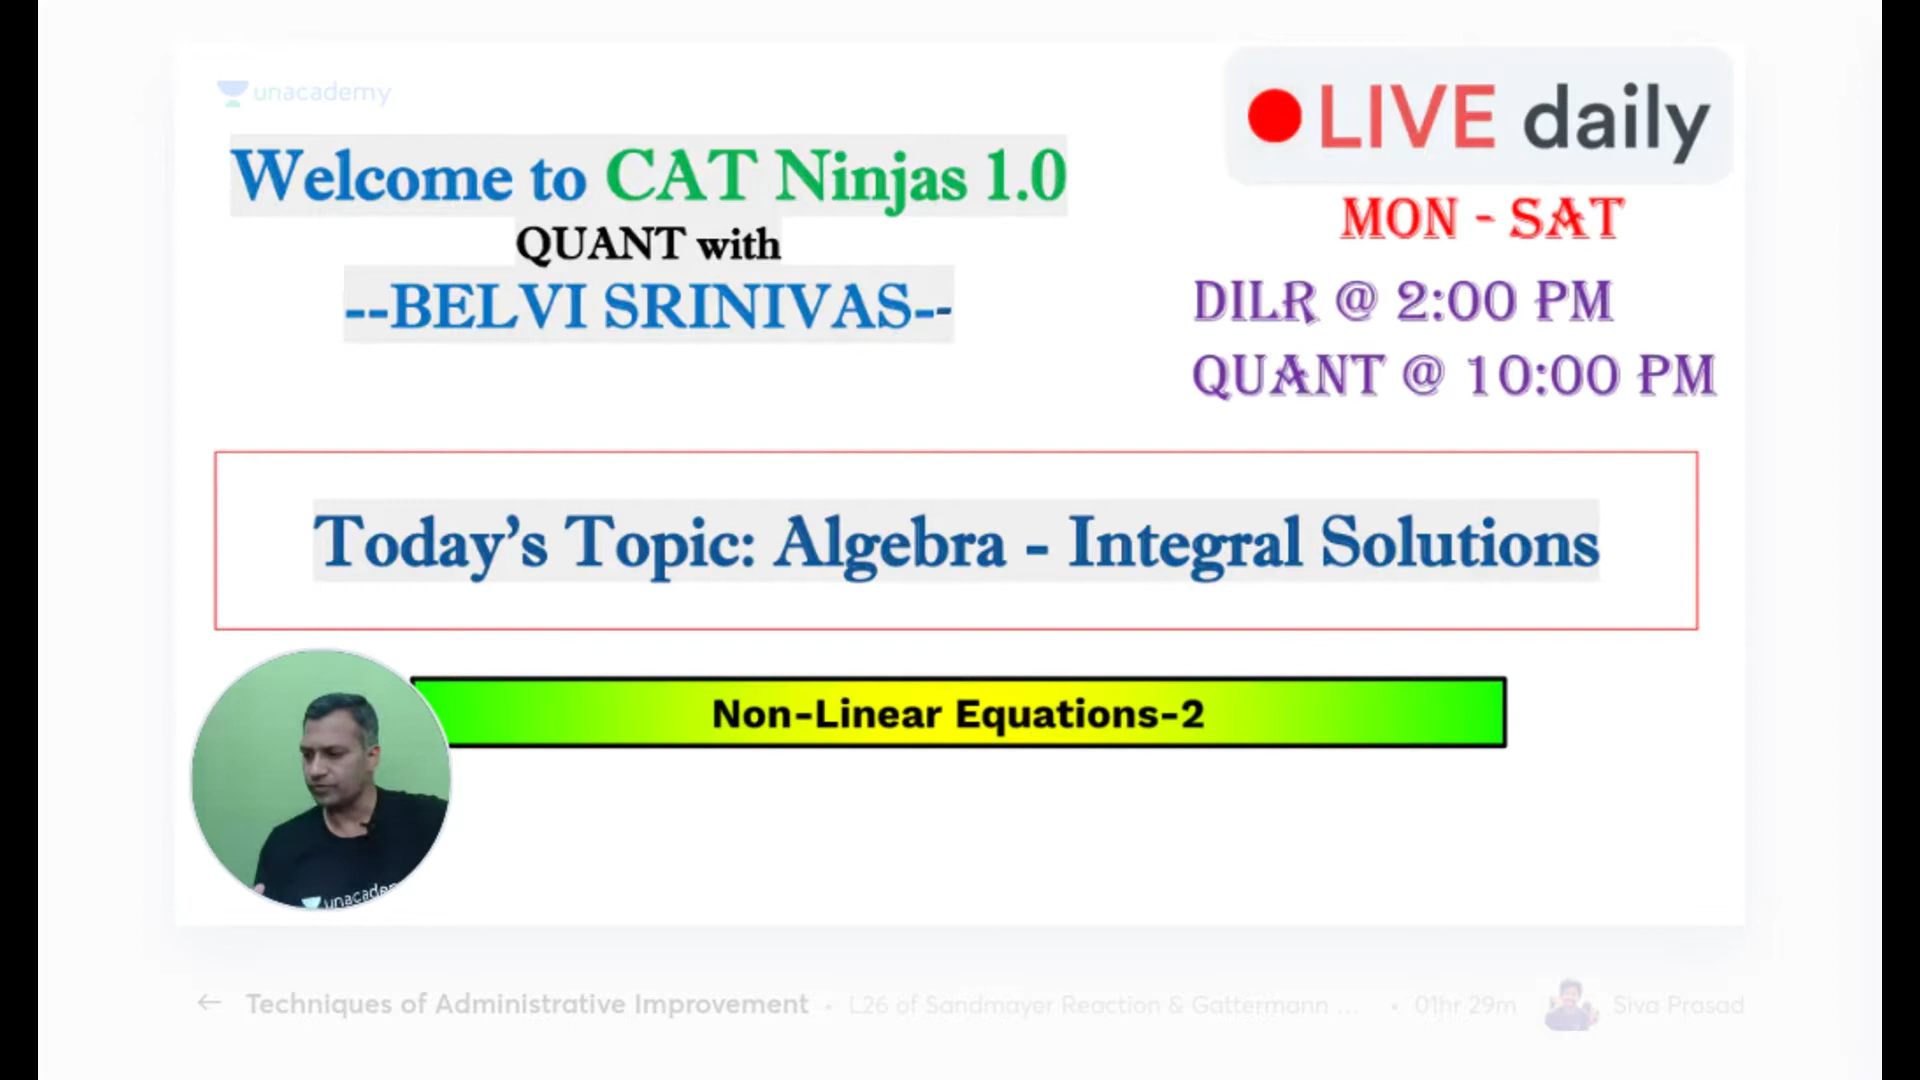 unacademy
Welcome to CAT Ninjas 1.0
QUANT with
--BELVI SRINIVAS--
LIVE daily
MON - SAT
DILR @ 2:00 PM
QUANT @ 10:00 PM
Today's Topic: Algebra - Integral Solutions
Non-Linear Equations-2
unacadem
← Techniques of Administrative Improvement • L26 of Sandmayer Reaction & Gattermann ... • 01hr 29m Siva Prasad